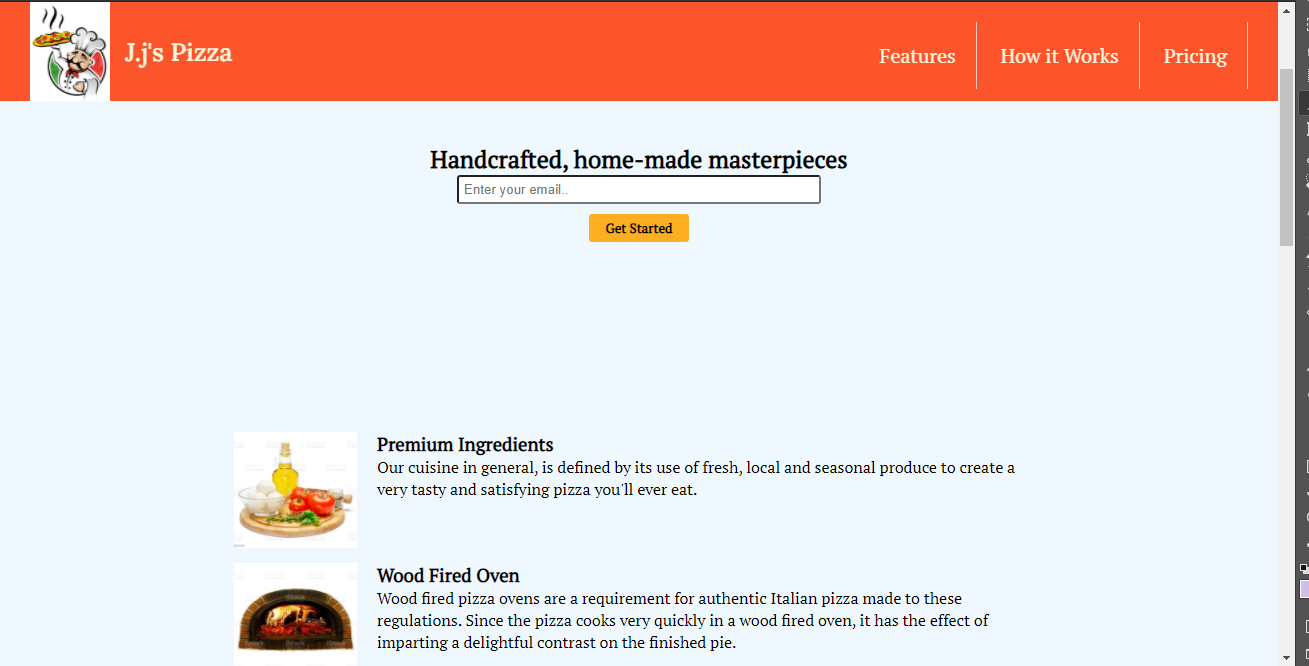 J.j's Pizza
Features
How it Works
Pricing
Handcrafted, home-made masterpieces
Enter your email..
Get Started
Premium Ingredients
Our cuisine in general, is defined by its use of fresh, local and seasonal produce to create a
very tasty and satisfying pizza you'll ever eat.
Wood Fired Oven
Wood fired pizza ovens are a requirement for authentic Italian pizza made to these
regulations. Since the pizza cooks very quickly in a wood fired oven, it has the effect of
imparting a delightful contrast on the finished pie.